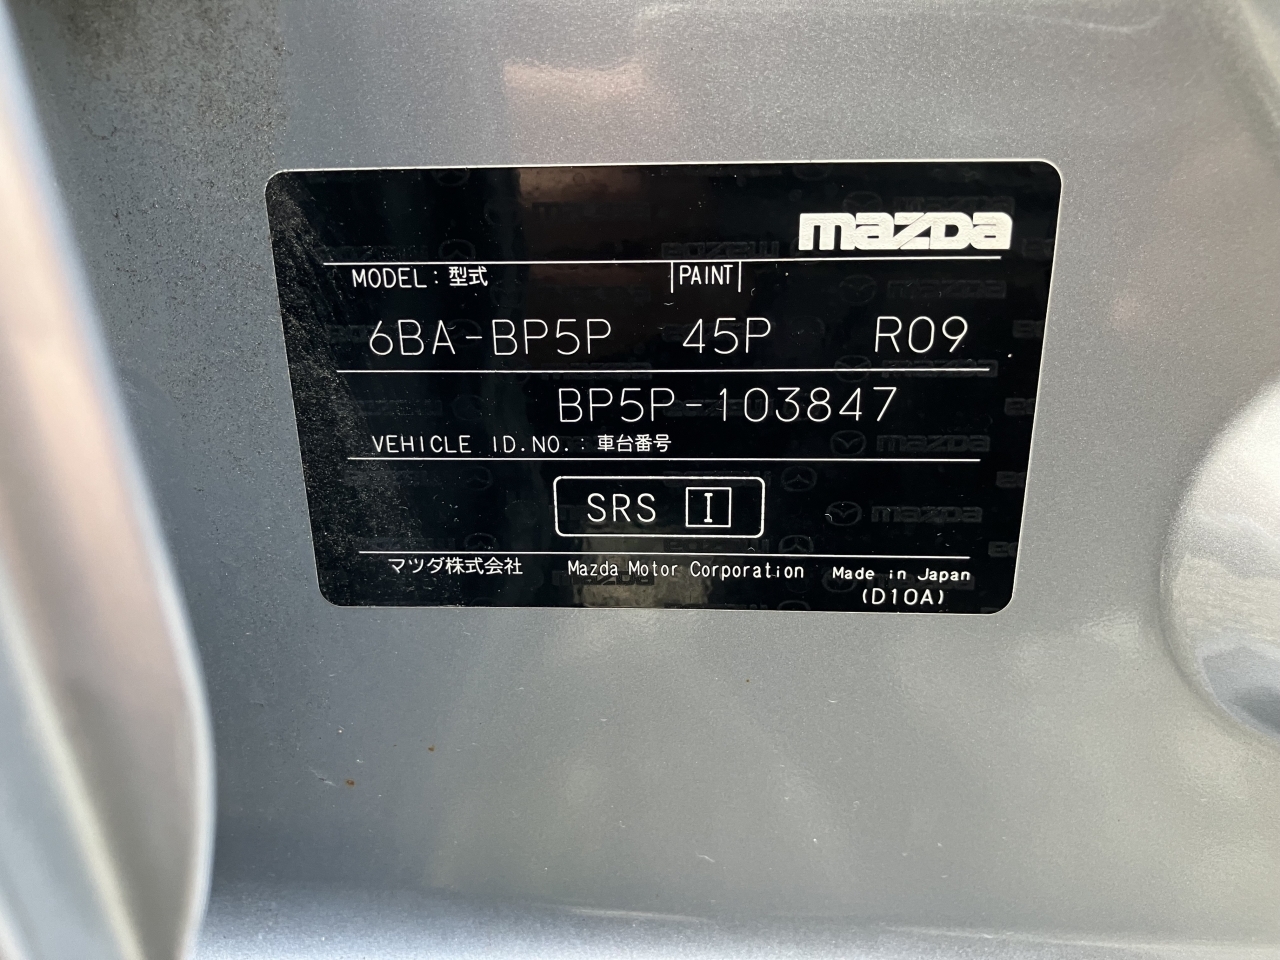 mazda
MODEL : 型式 PAINT
6BA-BP5P 45P R09
BP5P-103847
VEHICLE ID.NO. : 車台番号
SRS I
マツダ株式会社 Mazda Motor Corporation Made in Japan
(D10A)